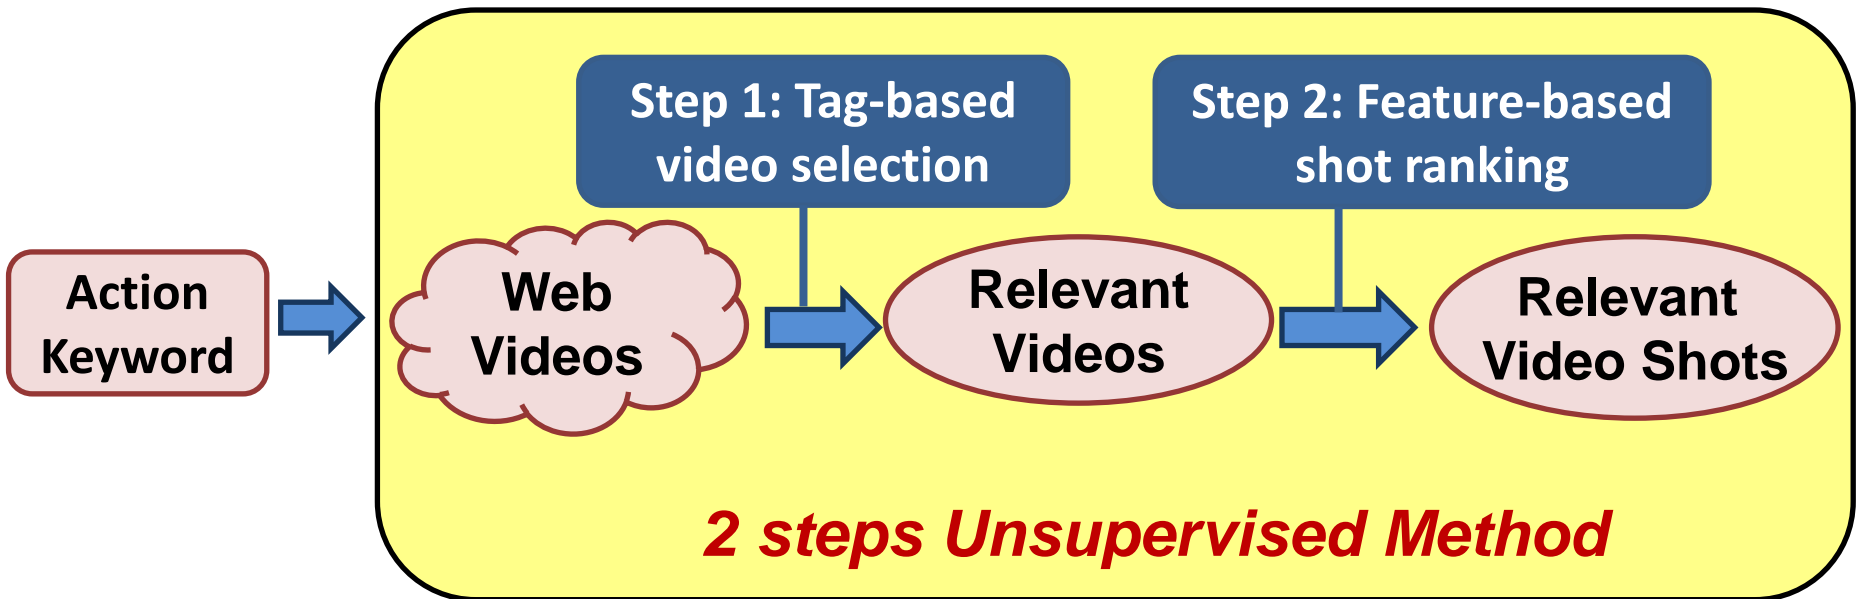 Step 1: Tag-based
video selection
Step 2: Feature-based
shot ranking
Action
Keyword
Web
Videos
Relevant
Videos
Relevant
Video Shots
2 steps Unsupervised Method